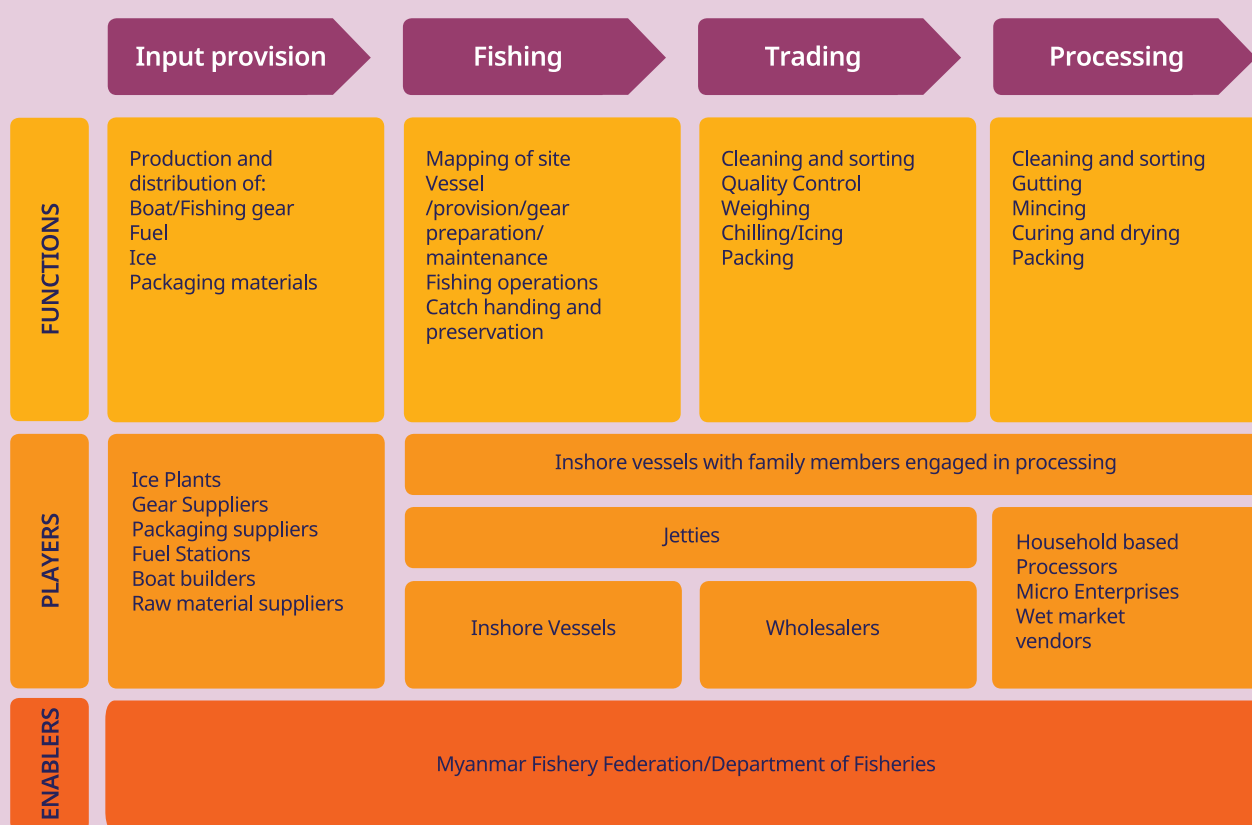 Input provision
Fishing
Trading
Processing
FUNCTIONS
Production and
distribution of:
Boat/Fishing gear
Fuel
Ice
Packaging materials
Mapping of site
Vessel
/provision/gear
preparation/
maintenance
Fishing operations
Catch handing and
preservation
Cleaning and sorting
Quality Control
Weighing
Chilling/Icing
Packing
Cleaning and sorting
Gutting
Mincing
Curing and drying
Packing
PLAYERS
Ice Plants
Gear Suppliers
Packaging suppliers
Fuel Stations
Boat builders
Raw material suppliers
Inshore vessels with family members engaged in processing
Jetties
Inshore Vessels
Wholesalers
Household based
Processors
Micro Enterprises
Wet market
vendors
ENABLERS
Myanmar Fishery Federation/Department of Fisheries